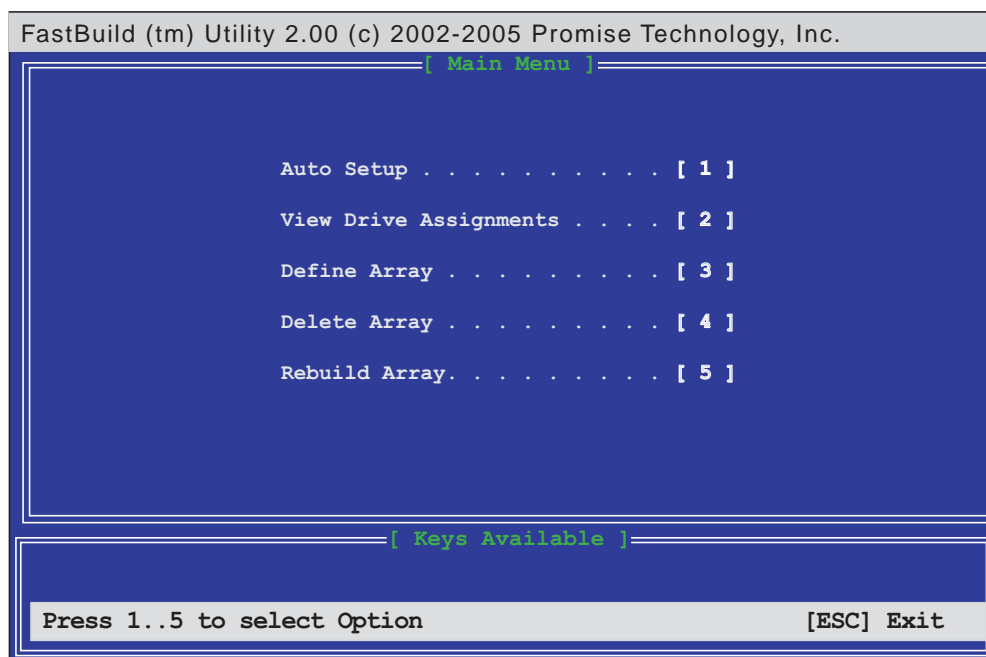 FastBuild (tm) Utility 2.00 (c) 2002-2005 Promise Technology, Inc.
[ Main Menu ]
Auto Setup . . . . . . . . . . [ 1 ]
View Drive Assignments . . . . [ 2 ]
Define Array . . . . . . . . . [ 3 ]
Delete Array . . . . . . . . . [ 4 ]
Rebuild Array. . . . . . . . . [ 5 ]
[ Keys Available ]
Press 1..5 to select Option [ESC] Exit